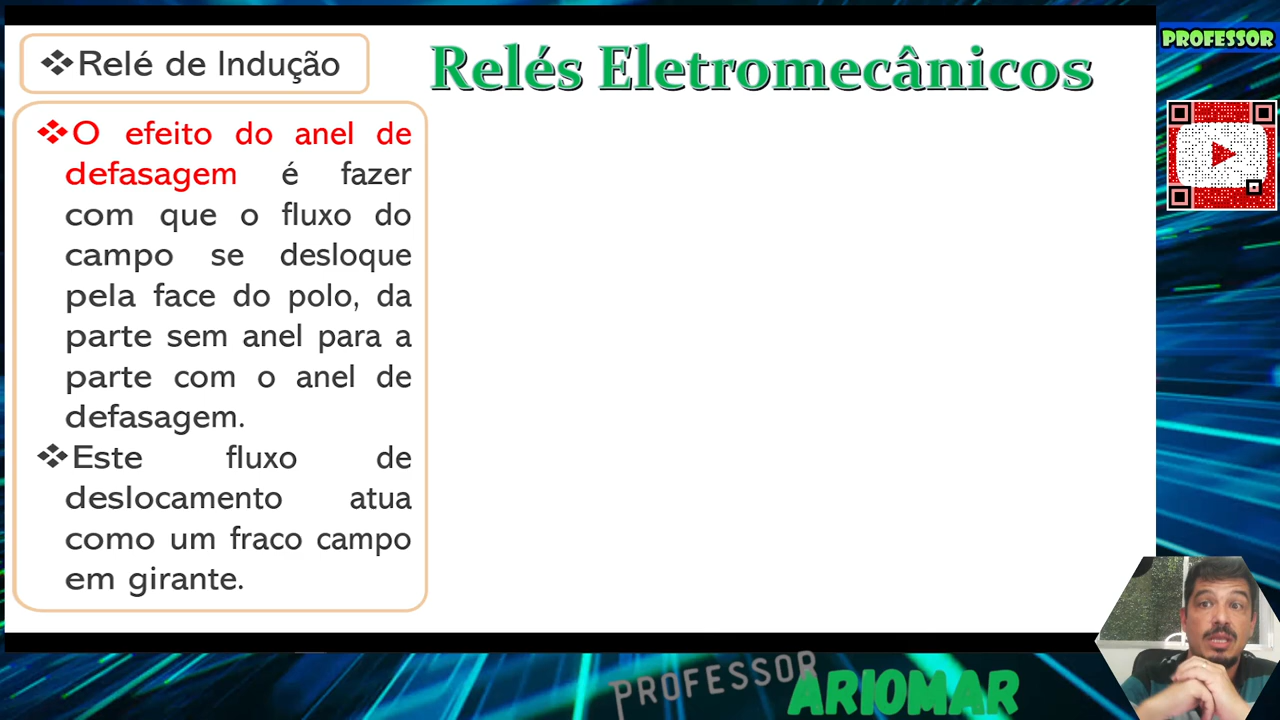 ❖Relé de Indução
Relés Eletromecânicos
PROFESSOR
❖O efeito do anel de
defasagem é fazer
com que o fluxo do
campo se desloque
pela face do polo, da
parte sem anel para a
parte com o anel de
defasagem.
❖Este fluxo de
deslocamento atua
como um fraco campo
em girante.
PROFESSOR
ARIOMAR